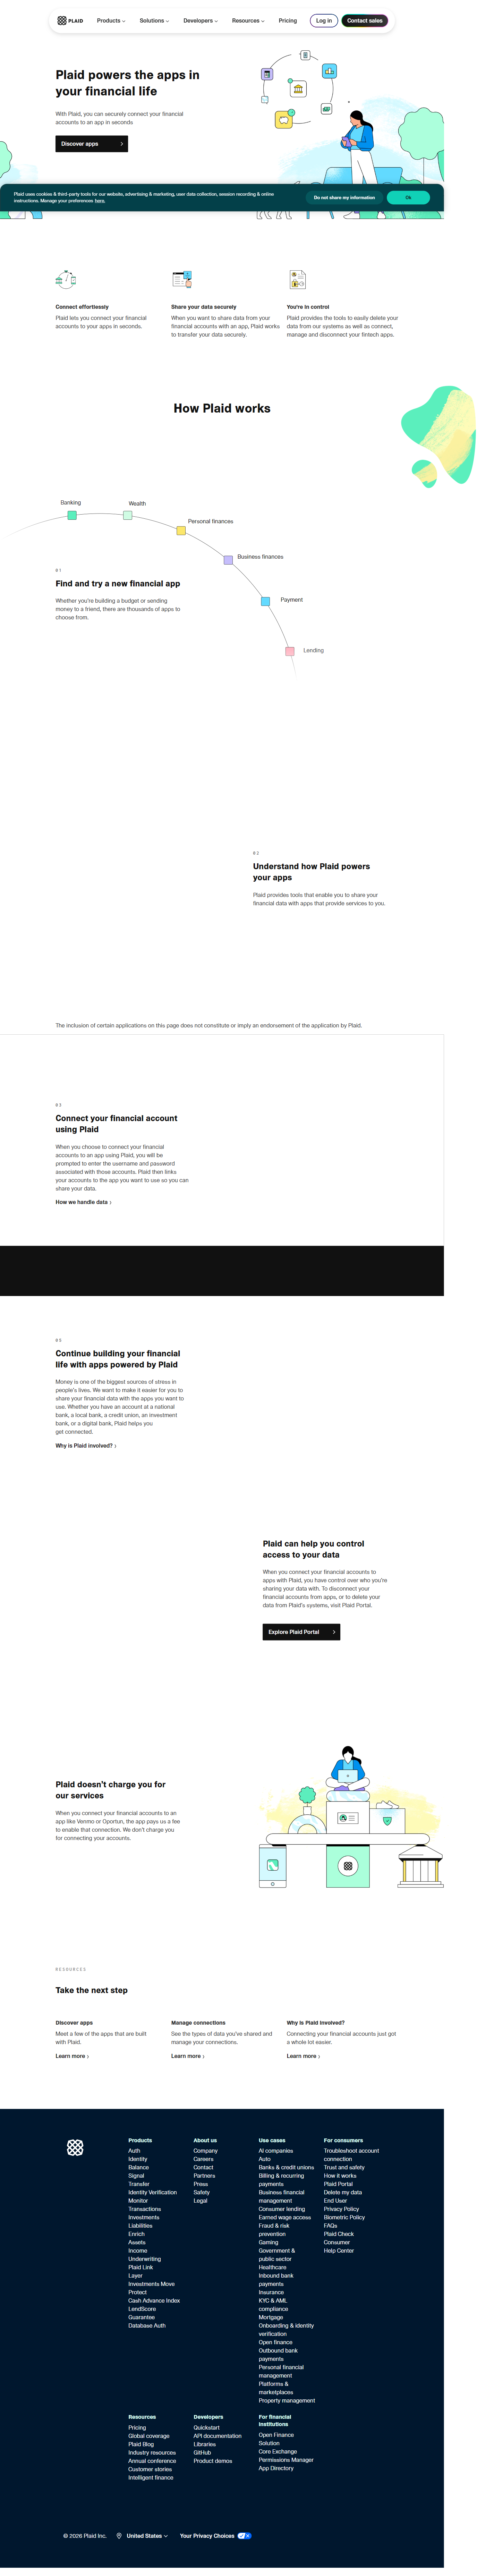 PLAID
Products
Solutions
Developers
Resources
Pricing
Log in
Contact sales
Plaid powers the apps in
your financial life
With Plaid, you can securely connect your financial
accounts to an app in seconds
Discover apps
Plaid uses cookies & third-party tools for our website, advertising & marketing, user data collection, session recording & online
instructions. Manage your preferences here.
Do not share my information
Ok
Connect effortlessly
Plaid lets you connect your financial
accounts to your apps in seconds.
Share your data securely
When you want to share data from your
financial accounts with an app, Plaid works
to transfer your data securely.
You're in control
Plaid provides the tools to easily delete your
data from our systems as well as connect,
manage and disconnect your fintech apps.
How Plaid works
Banking
Wealth
Personal finances
Business finances
Payment
Lending
01
Find and try a new financial app
Whether you're building a budget or sending
money to a friend, there are thousands of apps to
choose from.
02
Understand how Plaid powers
your apps
Plaid provides tools that enable you to share your
financial data with apps that provide services to you.
The inclusion of certain applications on this page does not constitute or imply an endorsement of the application by Plaid.
03
Connect your financial account
using Plaid
When you choose to connect your financial
accounts to an app using Plaid, you will be
prompted to enter the username and password
associated with those accounts. Plaid then links
your accounts to the app you want to use so you can
share your data.
How we handle data
05
Continue building your financial
life with apps powered by Plaid
Money is one of the biggest sources of stress in
people's lives. We want to make it easier for you to
share your financial data with the apps you want to
use. Whether you have an account at a national
bank, a local bank, a credit union, an investment
bank, or a digital bank, Plaid helps you
get connected.
Why is Plaid involved?
Plaid can help you control
access to your data
When you connect your financial accounts to
apps with Plaid, you have control over who you're
sharing your data with. To disconnect your
financial accounts from apps, or to delete your
data from Plaid's systems, visit Plaid Portal.
Explore Plaid Portal
Plaid doesn't charge you for
our services
When you connect your financial accounts to an
app like Venmo or Oportun, the app pays us a fee
to enable that connection. We don't charge you
for connecting your accounts.
RESOURCES
Take the next step
Discover apps
Meet a few of the apps that are built
with Plaid.
Learn more
Manage connections
See the types of data you've shared and
manage your connections.
Learn more
Why is Plaid involved?
Connecting your financial accounts just got
a whole lot easier.
Learn more
Products
Auth
Identity
Balance
Signal
Transfer
Identity Verification
Monitor
Transactions
Investments
Liabilities
Enrich
Assets
Income
Underwriting
Plaid Link
Layer
Investments Move
Protect
Cash Advance Index
LendScore
Guarantee
Database Auth
About us
Company
Careers
Contact
Partners
Press
Safety
Legal
Use cases
AI companies
Auto
Banks & credit unions
Billing & recurring
payments
Business financial
management
Consumer lending
Earned wage access
Fraud & risk
prevention
Gaming
Government &
public sector
Healthcare
Inbound bank
payments
Insurance
KYC & AML
compliance
Mortgage
Onboarding & identity
verification
Open finance
Outbound bank
payments
Personal financial
management
Platforms &
marketplaces
Property management
For consumers
Troubleshoot account
connection
Trust and safety
How it works
Plaid Portal
Delete my data
End User
Privacy Policy
Biometric Policy
FAQs
Plaid Check
Consumer
Help Center
Resources
Pricing
Global coverage
Plaid Blog
Industry resources
Annual conference
Customer stories
Intelligent finance
Developers
Quickstart
API documentation
Libraries
GitHub
Product demos
For financial
institutions
Open Finance
Solution
Core Exchange
Permissions Manager
App Directory
© 2026 Plaid Inc.
United States
Your Privacy Choices